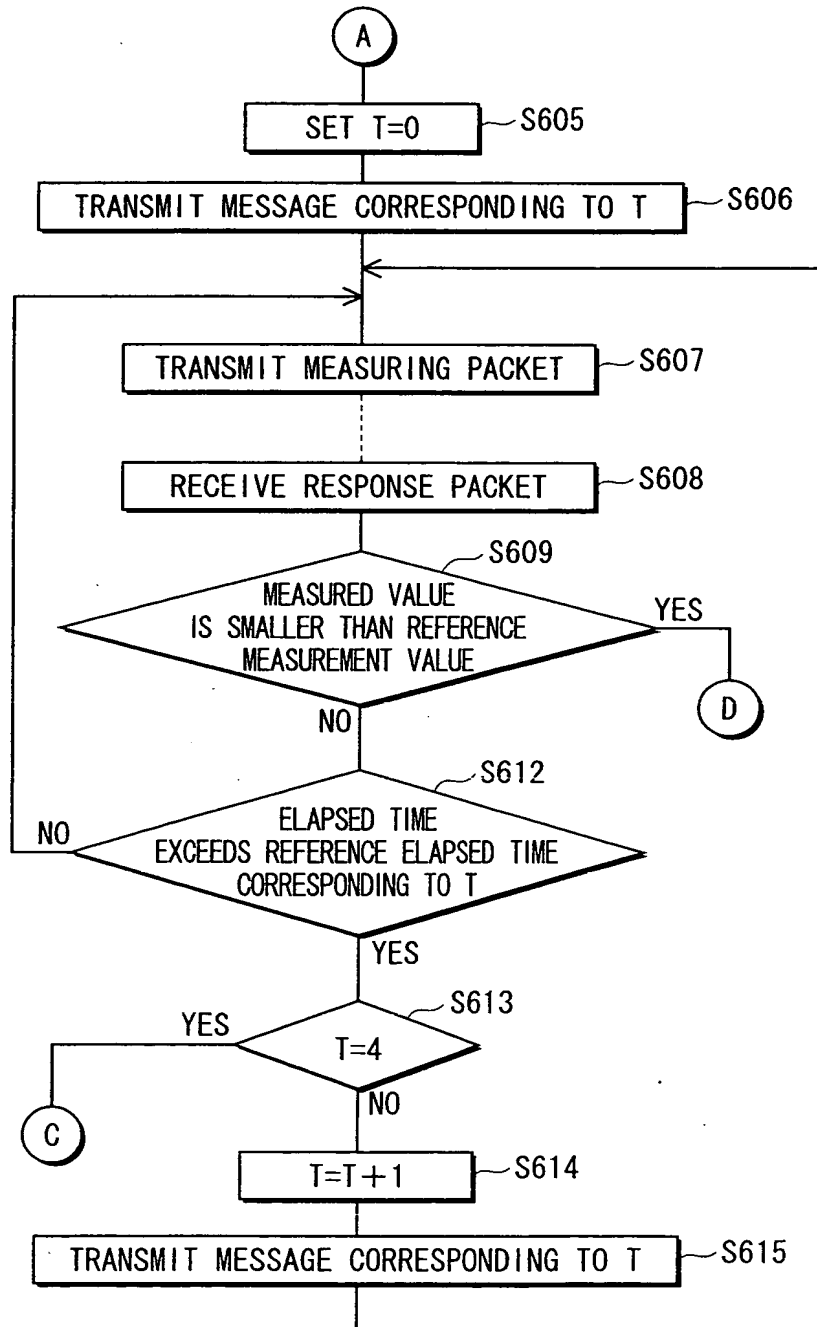 A
SET T=0
S605
TRANSMIT MESSAGE CORRESPONDING TO T
S606
TRANSMIT MEASURING PACKET
S607
RECEIVE RESPONSE PACKET
S608
S609
MEASURED VALUE
IS SMALLER THAN REFERENCE
MEASUREMENT VALUE
YES
D
NO
S612
ELAPSED TIME
EXCEEDS REFERENCE ELAPSED TIME
CORRESPONDING TO T
NO
YES
S613
YES
T=4
C
NO
T=T+1
S614
TRANSMIT MESSAGE CORRESPONDING TO T
S615